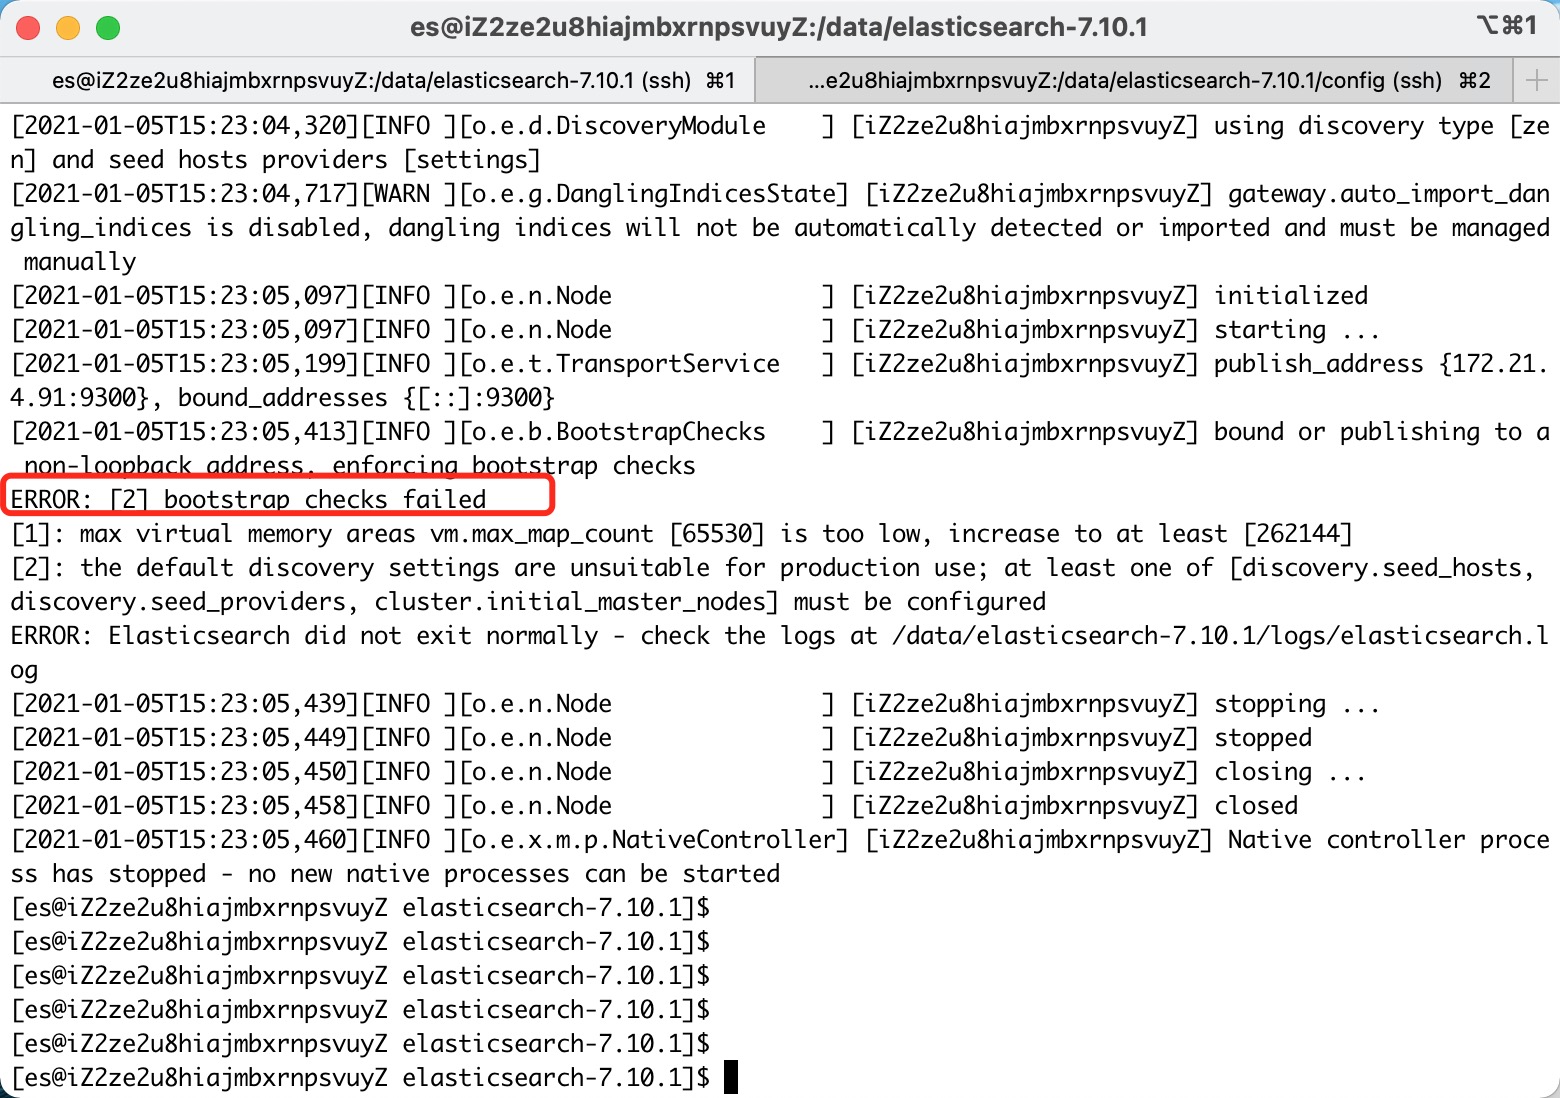 es@iZ2ze2u8hiajmbxrnpsvuyZ:/data/elasticsearch-7.10.1
⌥⌘1
es@iZ2ze2u8hiajmbxrnpsvuyZ:/data/elasticsearch-7.10.1 (ssh) ⌘1
...e2u8hiajmbxrnpsvuyZ:/data/elasticsearch-7.10.1/config (ssh) ⌘2
[2021-01-05T15:23:04,320][INFO ][o.e.d.DiscoveryModule    ] [iZ2ze2u8hiajmbxrnpsvuyZ] using discovery type [ze
n] and seed hosts providers [settings]
[2021-01-05T15:23:04,717][WARN ][o.e.g.DanglingIndicesState] [iZ2ze2u8hiajmbxrnpsvuyZ] gateway.auto_import_dan
gling_indices is disabled, dangling indices will not be automatically detected or imported and must be managed
 manually
[2021-01-05T15:23:05,097][INFO ][o.e.n.Node               ] [iZ2ze2u8hiajmbxrnpsvuyZ] initialized
[2021-01-05T15:23:05,097][INFO ][o.e.n.Node               ] [iZ2ze2u8hiajmbxrnpsvuyZ] starting ...
[2021-01-05T15:23:05,199][INFO ][o.e.t.TransportService   ] [iZ2ze2u8hiajmbxrnpsvuyZ] publish_address {172.21.
4.91:9300}, bound_addresses {[::]:9300}
[2021-01-05T15:23:05,413][INFO ][o.e.b.BootstrapChecks    ] [iZ2ze2u8hiajmbxrnpsvuyZ] bound or publishing to a
 non-loopback address, enforcing bootstrap checks
ERROR: [2] bootstrap checks failed
[1]: max virtual memory areas vm.max_map_count [65530] is too low, increase to at least [262144]
[2]: the default discovery settings are unsuitable for production use; at least one of [discovery.seed_hosts,
discovery.seed_providers, cluster.initial_master_nodes] must be configured
ERROR: Elasticsearch did not exit normally - check the logs at /data/elasticsearch-7.10.1/logs/elasticsearch.l
og
[2021-01-05T15:23:05,439][INFO ][o.e.n.Node               ] [iZ2ze2u8hiajmbxrnpsvuyZ] stopping ...
[2021-01-05T15:23:05,449][INFO ][o.e.n.Node               ] [iZ2ze2u8hiajmbxrnpsvuyZ] stopped
[2021-01-05T15:23:05,450][INFO ][o.e.n.Node               ] [iZ2ze2u8hiajmbxrnpsvuyZ] closing ...
[2021-01-05T15:23:05,458][INFO ][o.e.n.Node               ] [iZ2ze2u8hiajmbxrnpsvuyZ] closed
[2021-01-05T15:23:05,460][INFO ][o.e.x.m.p.NativeController] [iZ2ze2u8hiajmbxrnpsvuyZ] Native controller proce
ss has stopped - no new native processes can be started
[es@iZ2ze2u8hiajmbxrnpsvuyZ elasticsearch-7.10.1]$
[es@iZ2ze2u8hiajmbxrnpsvuyZ elasticsearch-7.10.1]$
[es@iZ2ze2u8hiajmbxrnpsvuyZ elasticsearch-7.10.1]$
[es@iZ2ze2u8hiajmbxrnpsvuyZ elasticsearch-7.10.1]$
[es@iZ2ze2u8hiajmbxrnpsvuyZ elasticsearch-7.10.1]$
[es@iZ2ze2u8hiajmbxrnpsvuyZ elasticsearch-7.10.1]$